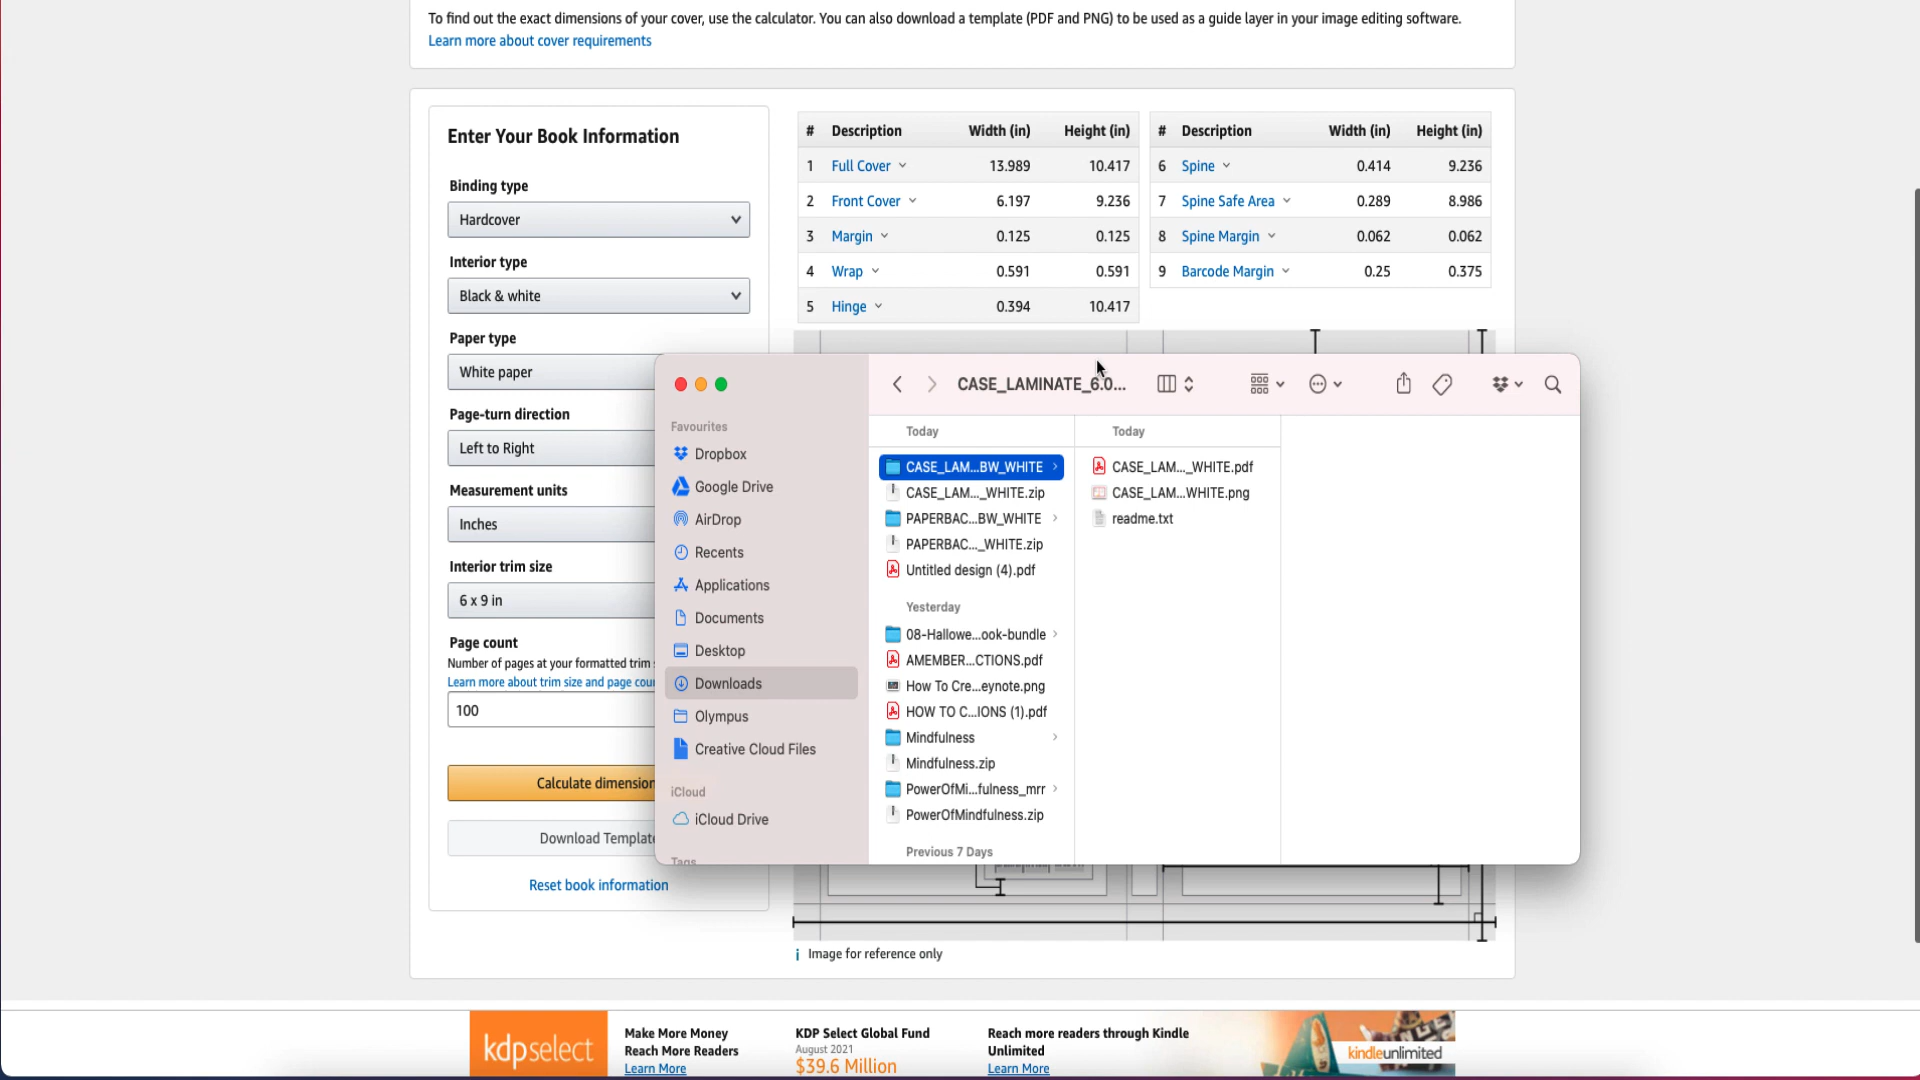 To find out the exact dimensions of your cover, use the calculator. You can also download a template (PDF and PNG) to be used as a guide layer in your image editing software.
Learn more about cover requirements
Enter Your Book Information
Binding type
Hardcover
Interior type
Black & white
Paper type
White paper
Page-turn direction
Left to Right
Measurement units
Inches
Interior trim size
6 x 9 in
Page count
Number of pages at your formatted trim
Learn more about trim size and page cou
100
Calculate dimension
Download Templat
Reset book information
# Description Width (in) Height (in)
1 Full Cover 13.989 10.417
2 Front Cover 6.197 9.236
3 Margin 0.125 0.125
4 Wrap 0.591 0.591
5 Hinge 0.394 10.417
# Description Width (in) Height (in)
6 Spine 0.414 9.236
7 Spine Safe Area 0.289 8.986
8 Spine Margin 0.062 0.062
9 Barcode Margin 0.25 0.375
CASE_LAMINATE_6.0...
Favourites
Dropbox
Google Drive
AirDrop
Recents
Applications
Documents
Desktop
Downloads
Olympus
Creative Cloud Files
iCloud
iCloud Drive
Tags
Today
CASE_LAM...BW_WHITE
CASE_LAM..._WHITE.zip
PAPERBAC...BW_WHITE
PAPERBAC..._WHITE.zip
Untitled design (4).pdf
Yesterday
08-Hallowe...ook-bundle
AMEMBER...CTIONS.pdf
How To Cre...eynote.png
HOW TO C...IONS (1).pdf
Mindfulness
Mindfulness.zip
PowerOfMi...fulness_mrr
PowerOfMindfulness.zip
Previous 7 Days
Today
CASE_LAM..._WHITE.pdf
CASE_LAM...WHITE.png
readme.txt
i Image for reference only
kdpselect
Make More Money
Reach More Readers
Learn More
KDP Select Global Fund
August 2021
$39.6 Million
Reach more readers through Kindle
Unlimited
Learn More
kindleunlimited